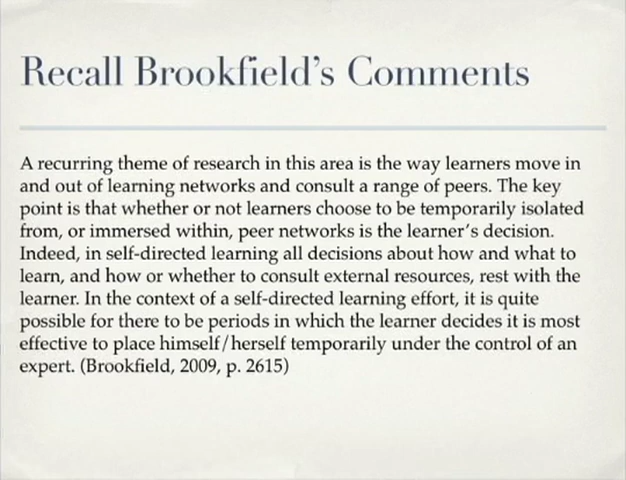 Recall Brookfield's Comments
A recurring theme of research in this area is the way learners move in
and out of learning networks and consult a range of peers. The key
point is that whether or not learners choose to be temporarily isolated
from, or immersed within, peer networks is the learner's decision.
Indeed, in self-directed learning all decisions about how and what to
learn, and how or whether to consult external resources, rest with the
learner. In the context of a self-directed learning effort, it is quite
possible for there to be periods in which the learner decides it is most
effective to place himself/herself temporarily under the control of an
expert. (Brookfield, 2009, p. 2615)